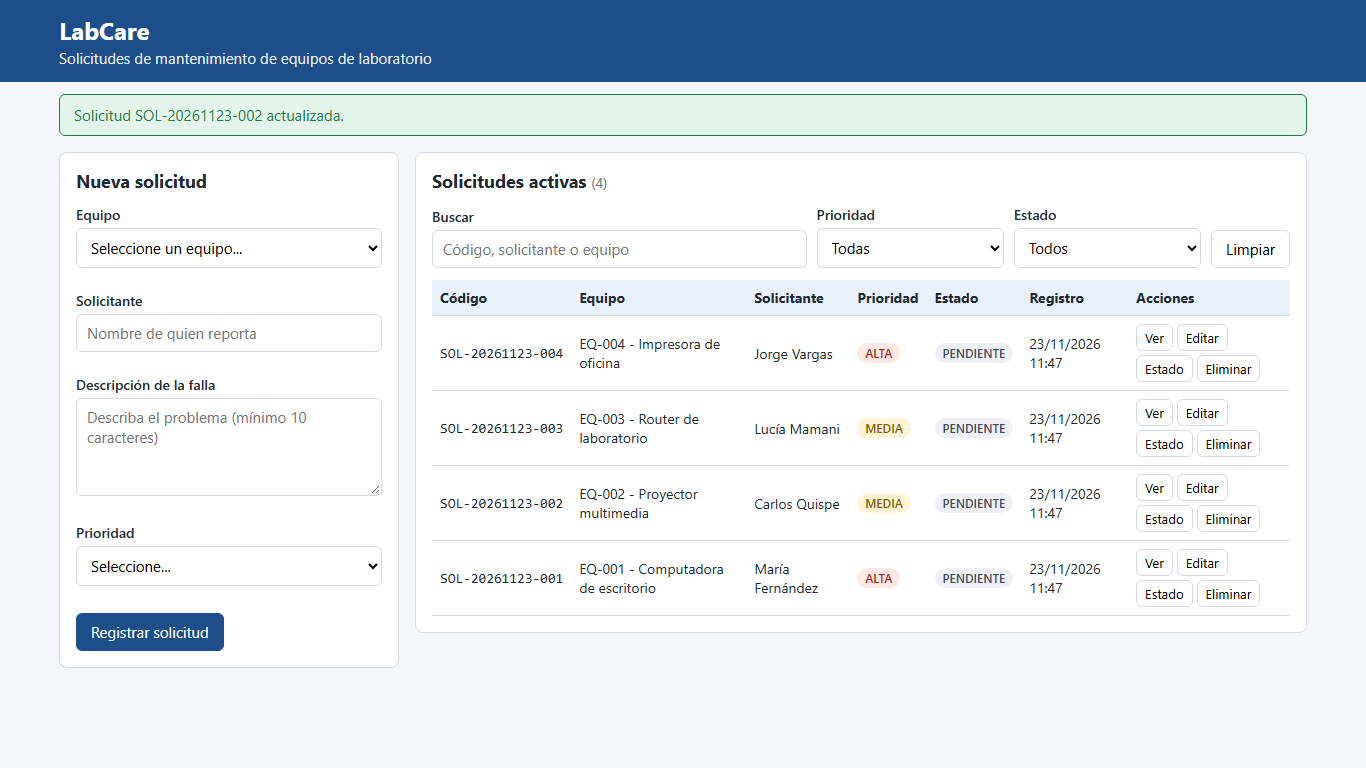 LabCare
Solicitudes de mantenimiento de equipos de laboratorio
Solicitud SOL-20261123-002 actualizada.
Nueva solicitud
Equipo
Seleccione un equipo...
Solicitante
Nombre de quien reporta
Descripción de la falla
Describa el problema (mínimo 10
caracteres)
Prioridad
Seleccione...
Registrar solicitud
Solicitudes activas (4)
Buscar
Código, solicitante o equipo
Prioridad
Todas
Estado
Todos
Limpiar
Código Equipo Solicitante Prioridad Estado Registro Acciones
SOL-20261123-004
EQ-004 - Impresora de
oficina
Jorge Vargas
ALTA
PENDIENTE
23/11/2026
11:47
Ver Editar
Estado Eliminar
SOL-20261123-003
EQ-003 - Router de
laboratorio
Lucía Mamani
MEDIA
PENDIENTE
23/11/2026
11:47
Ver Editar
Estado Eliminar
SOL-20261123-002
EQ-002 - Proyector
multimedia
Carlos Quispe
MEDIA
PENDIENTE
23/11/2026
11:47
Ver Editar
Estado Eliminar
SOL-20261123-001
EQ-001 - Computadora
de escritorio
María
Fernández
ALTA
PENDIENTE
23/11/2026
11:47
Ver Editar
Estado Eliminar